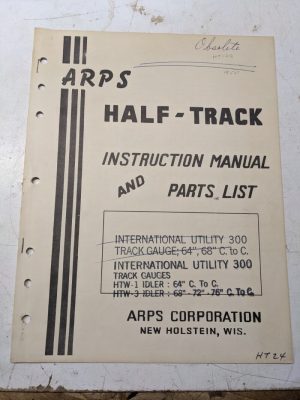 Obsolete
ARPS
HALF-TRACK
INSTRUCTION MANUAL
AND PARTS LIST
INTERNATIONAL UTILITY 300
TRACK GAUGE; 64", 68" C. to C.
INTERNATIONAL UTILITY 300
TRACK GAUGES
HTW-1 IDLER : 64" C. To C.
HTW-3 IDLER : 68" - 72" - 76" C. To C.
ARPS CORPORATION
NEW HOLSTEIN, WIS.
HT 24